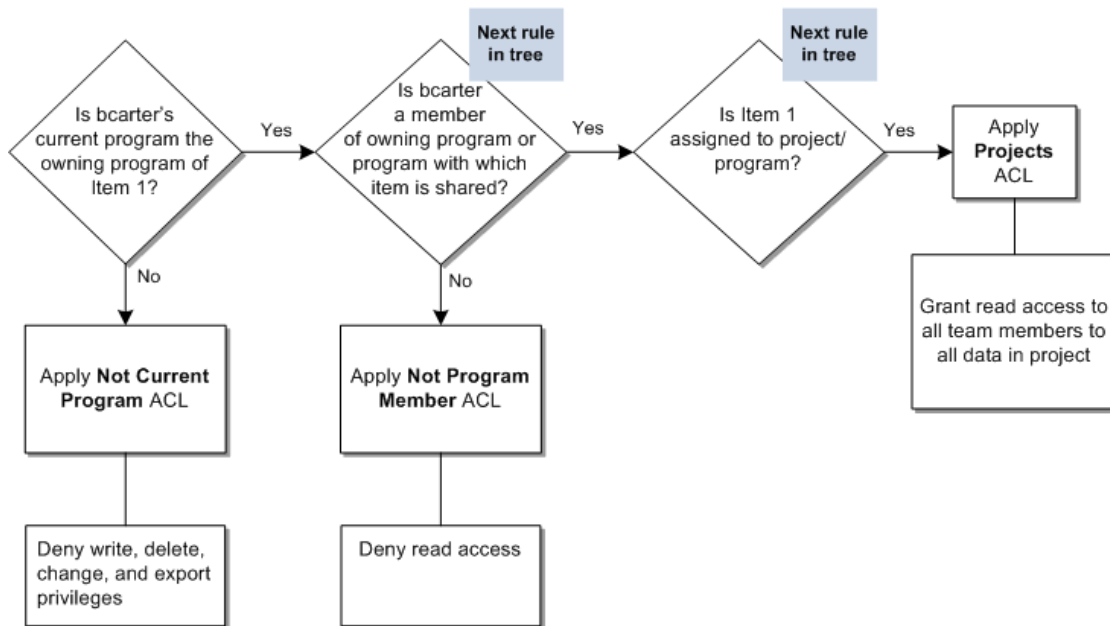 Next rule
in tree
Next rule
in tree
Is bcarter's
current program the
owning program of
Item 1?
Yes
Is bcarter
a member
of owning program or
program with which
item is shared?
Yes
Is Item 1
assigned to project/
program?
Yes
Apply
Projects
ACL
No
No
Apply Not Current
Program ACL
Apply Not Program
Member ACL
Grant read access to
all team members to
all data in project
Deny write, delete,
change, and export
privileges
Deny read access